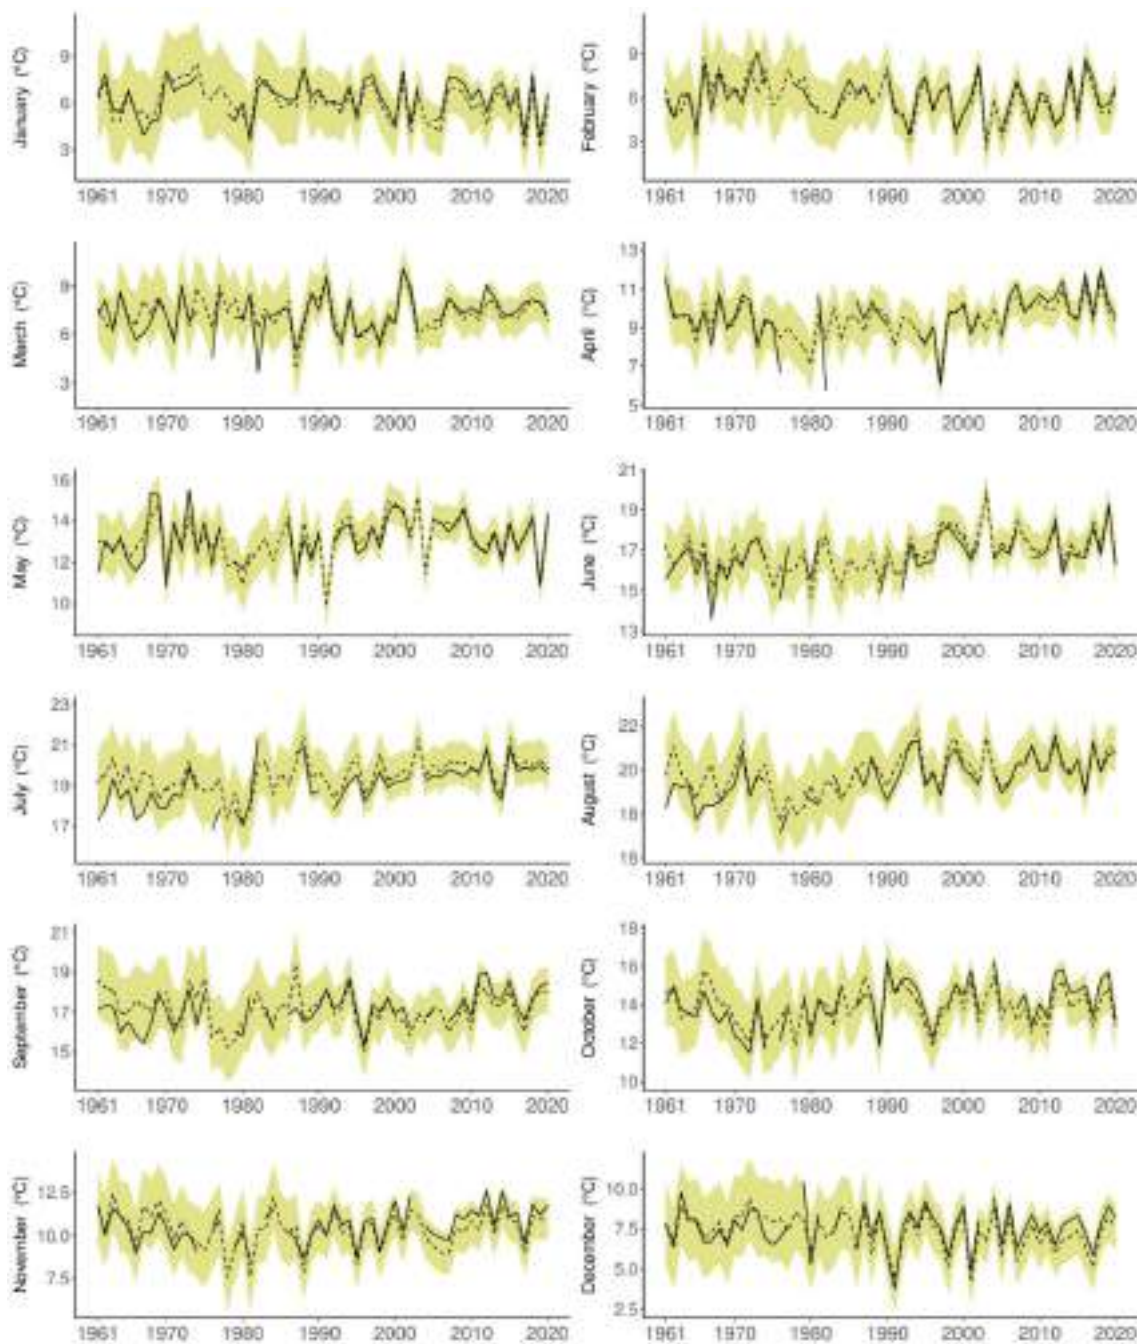 January (°C)
9
6
3
1961 1970 1980 1990 2000 2010 2020
February (°C)
9
6
3
1961 1970 1980 1990 2000 2010 2020
March (°C)
9
6
3
1961 1970 1980 1990 2000 2010 2020
April (°C)
13
11
9
7
5
1961 1970 1980 1990 2000 2010 2020
May (°C)
16
14
12
10
1961 1970 1980 1990 2000 2010 2020
June (°C)
21
19
17
15
13
1961 1970 1980 1990 2000 2010 2020
July (°C)
23
21
19
17
1961 1970 1980 1990 2000 2010 2020
August (°C)
22
20
18
16
1961 1970 1980 1990 2000 2010 2020
September (°C)
21
19
17
15
1961 1970 1980 1990 2000 2010 2020
October (°C)
18
16
14
12
10
1961 1970 1980 1990 2000 2010 2020
November (°C)
12.5
10.0
7.5
1961 1970 1980 1990 2000 2010 2020
December (°C)
10.0
7.5
5.0
2.5
1961 1970 1980 1990 2000 2010 2020